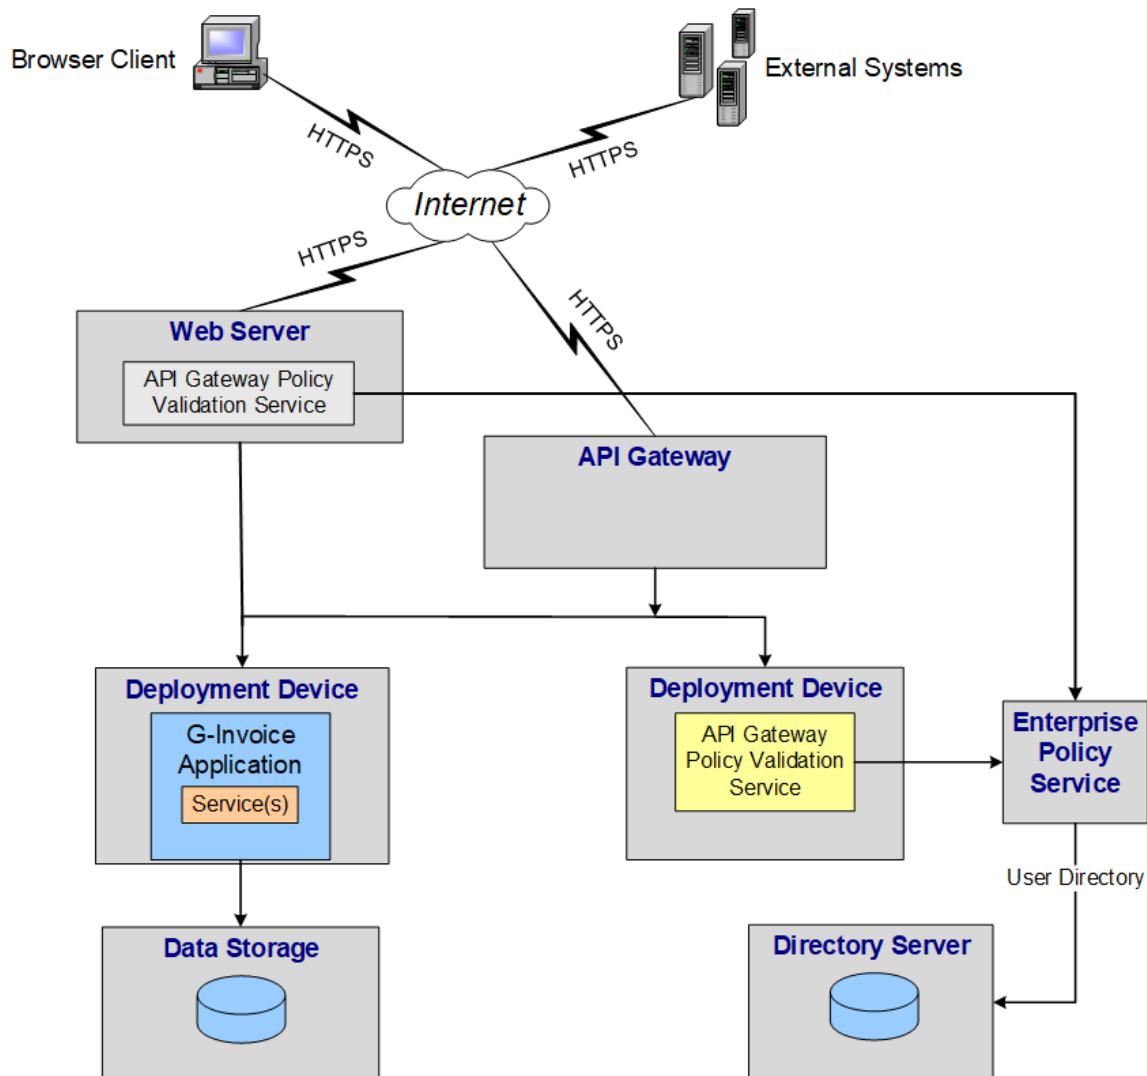 Browser Client
External Systems
HTTPS
HTTPS
Internet
HTTPS
HTTPS
Web Server
API Gateway Policy
Validation Service
API Gateway
Deployment Device
G-Invoice
Application
Service(s)
Deployment Device
API Gateway
Policy Validation
Service
Enterprise
Policy
Service
User Directory
Data Storage
Directory Server